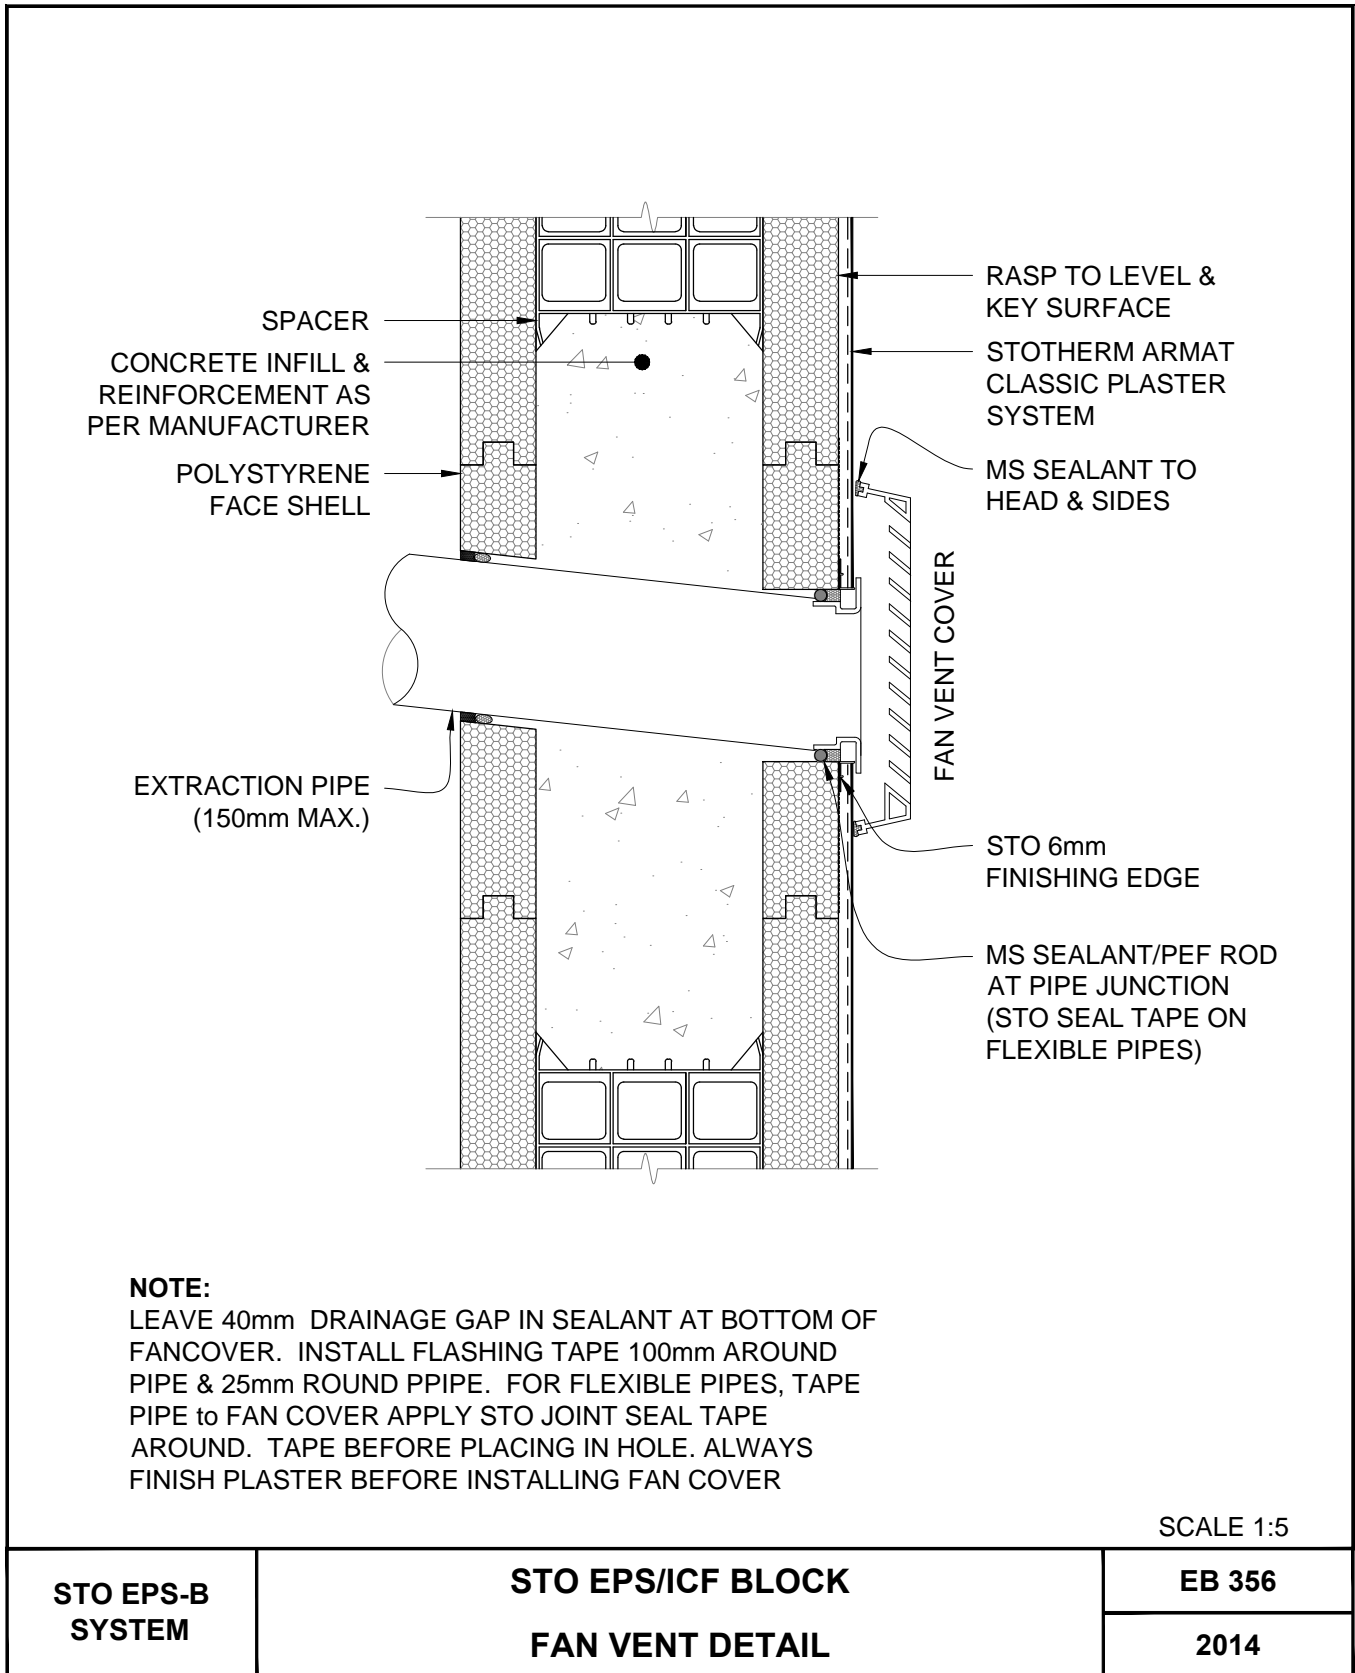 SPACER
CONCRETE INFILL &
REINFORCEMENT AS
PER MANUFACTURER
POLYSTYRENE
FACE SHELL
EXTRACTION PIPE
(150mm MAX.)
RASP TO LEVEL &
KEY SURFACE
STOTHERM ARMAT
CLASSIC PLASTER
SYSTEM
MS SEALANT TO
HEAD & SIDES
FAN VENT COVER
STO 6mm
FINISHING EDGE
MS SEALANT/PEF ROD
AT PIPE JUNCTION
(STO SEAL TAPE ON
FLEXIBLE PIPES)
NOTE:
LEAVE 40mm  DRAINAGE GAP IN SEALANT AT BOTTOM OF
FANCOVER.  INSTALL FLASHING TAPE 100mm AROUND
PIPE & 25mm ROUND PPIPE.  FOR FLEXIBLE PIPES, TAPE
PIPE to FAN COVER APPLY STO JOINT SEAL TAPE
AROUND.  TAPE BEFORE PLACING IN HOLE. ALWAYS
FINISH PLASTER BEFORE INSTALLING FAN COVER
SCALE 1:5
STO EPS-B
SYSTEM
STO EPS/ICF BLOCK
FAN VENT DETAIL
EB 356
2014